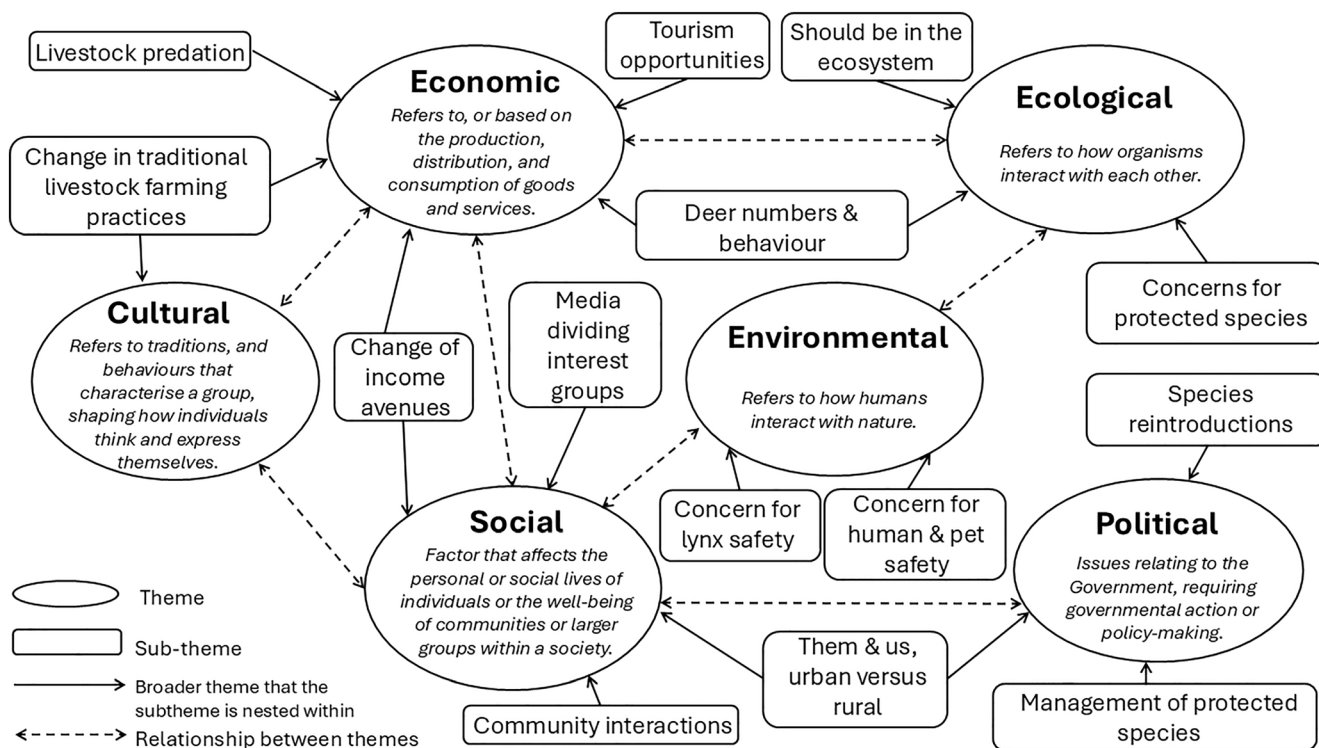 Livestock predation
Economic
Refers to, or based on
the production,
distribution, and
consumption of goods
and services.
Tourism
opportunities
Should be in the
ecosystem
Ecological
Refers to how organisms
interact with each other.
Change in traditional
livestock farming
practices
Deer numbers &
behaviour
Concerns for
protected species
Cultural
Refers to traditions, and
behaviours that
characterise a group,
shaping how individuals
think and express
themselves.
Change of
income
avenues
Media
dividing
interest
groups
Environmental
Refers to how humans
interact with nature.
Species
reintroductions
Social
Factor that affects the
personal or social lives of
individuals or the well-being
of communities or larger
groups within a society.
Concern for
lynx safety
Concern for
human & pet
safety
Political
Issues relating to the
Government, requiring
governmental action or
policy-making.
Theme
Sub-theme
Broader theme that the
subtheme is nested within
Relationship between themes
Community interactions
Them & us,
urban versus
rural
Management of protected
species